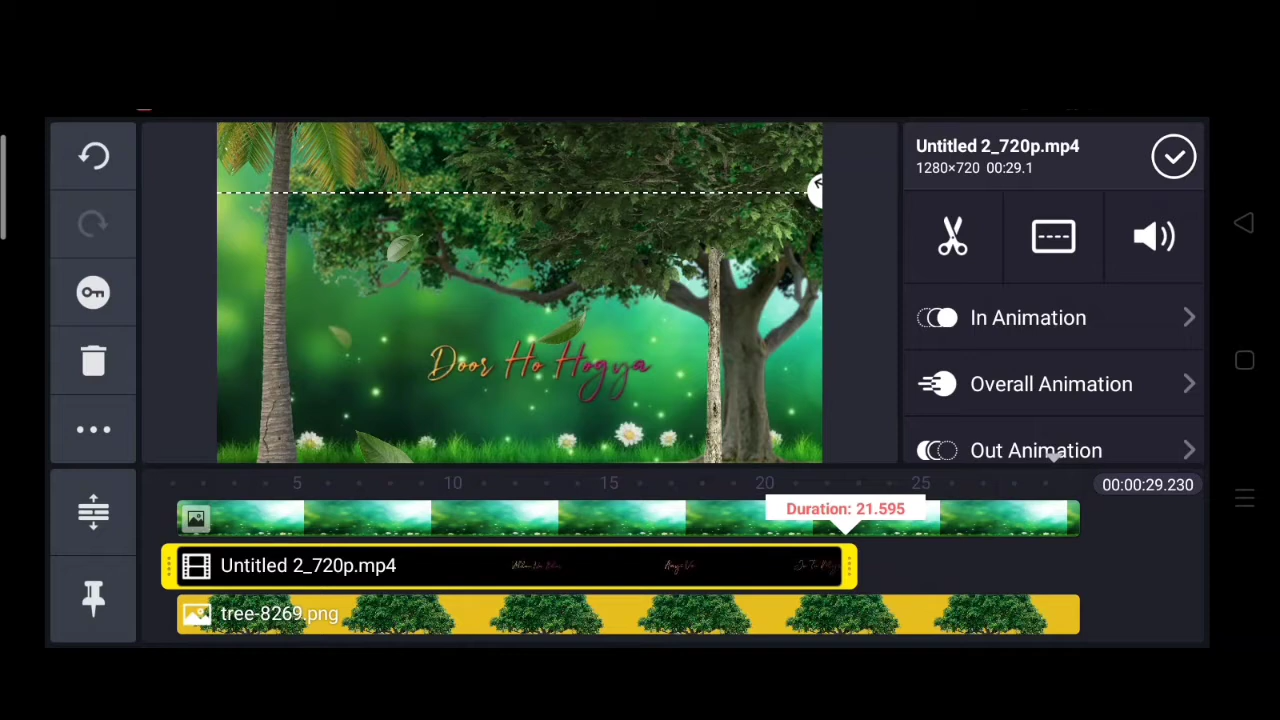 Untitled 2_720p.mp4
1280×720 00:29.1
In Animation
Overall Animation
Out Animation
Door Ho Hogya
5 10 15 20 25
00:00:29.230
Duration: 21.595
Untitled 2_720p.mp4
tree-8269.png